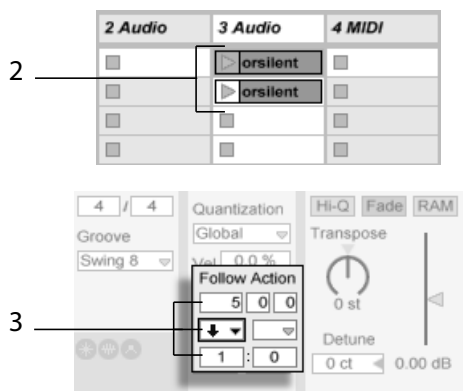 2 Audio 3 Audio 4 MIDI
2
orsilent
orsilent
4 / 4 Quantization Hi-Q Fade RAM
Groove Global Transpose
Swing 8 Vel 0.0 %
Follow Action
5 0 0 0 st
3
Detune
1 : 0 0 ct 0.00 dB